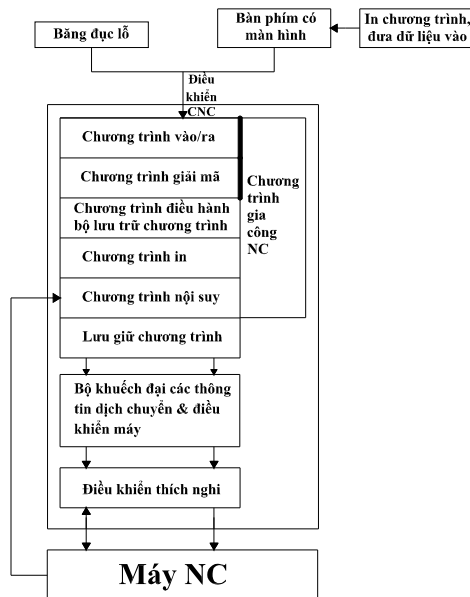 Băng đục lỗ
Bàn phím có
màn hình
In chương trình,
đưa dữ liệu vào
Điều
khiển
CNC
Chương trình vào/ra
Chương trình giải mã
Chương trình điều hành
bộ lưu trữ chương trình
Chương trình in
Chương trình nội suy
Lưu giữ chương trình
Chương
trình
gia
công
NC
Bộ khuếch đại các thông
tin dịch chuyển & điều
khiển máy
Điều khiển thích nghi
Máy NC